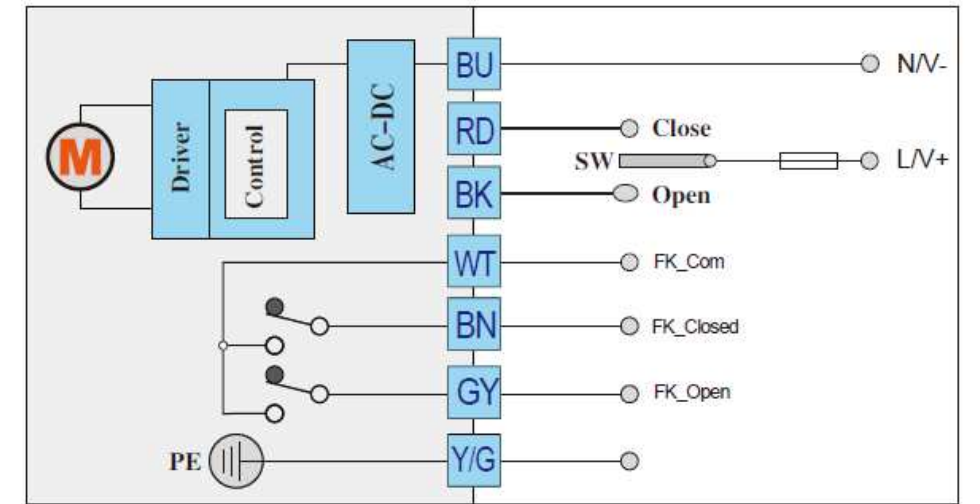 BU
N/V-
RD
Close
M
Driver
Control
AC-DC
SW
L/V+
BK
Open
WT
FK_Com
BN
FK_Closed
GY
FK_Open
PE
Y/G